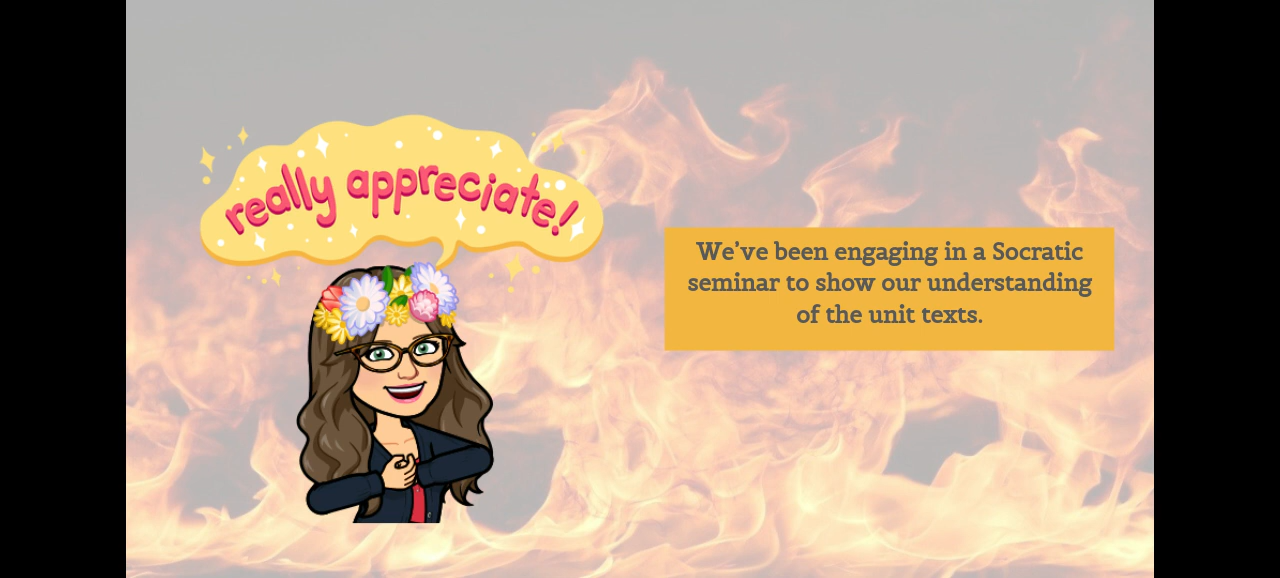 really appreciate!
We've been engaging in a Socratic
seminar to show our understanding
of the unit texts.